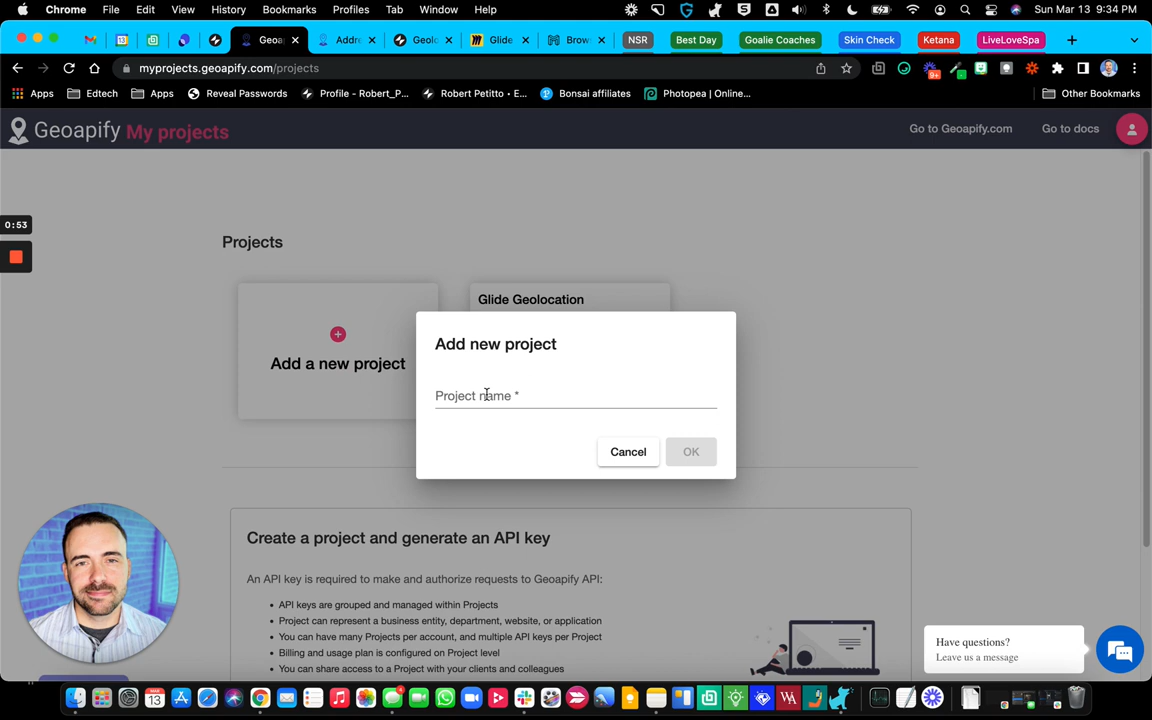 Chrome File Edit View History Bookmarks Profiles Tab Window Help Sun Mar 13 9:34 PM
Geoa Addre Geolo Glide Brow NSR Best Day Goalie Coaches Skin Check Ketana LiveLoveSpa
myprojects.geoapify.com/projects
Apps Edtech Apps Reveal Passwords Profile - Robert_P... Robert Petitto • E... Bonsai affiliates Photopea | Online... Other Bookmarks
Geoapify My projects Go to Geoapify.com Go to docs
0:53
Projects
Glide Geolocation
Add a new project
Add new project
Project name *
Cancel OK
Create a project and generate an API key
An API key is required to make and authorize requests to Geoapify API:
• API keys are grouped and managed within Projects
• Project can represent a business entity, department, website, or application
• You can have many Projects per account, and multiple API keys per Project
• Billing and usage plan is configured on Project level
• You can share access to a Project with your clients and colleagues
Have questions?
Leave us a message